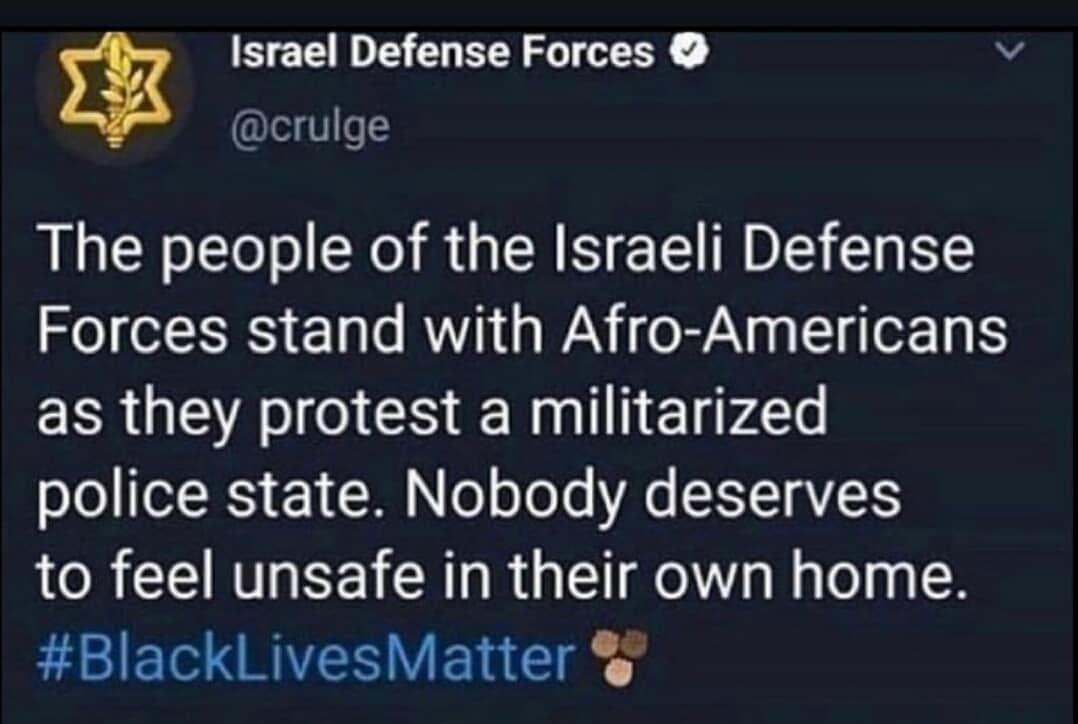 Israel Defense Forces
@crulge
The people of the Israeli Defense
Forces stand with Afro-Americans
as they protest a militarized
police state. Nobody deserves
to feel unsafe in their own home.
#BlackLivesMatter